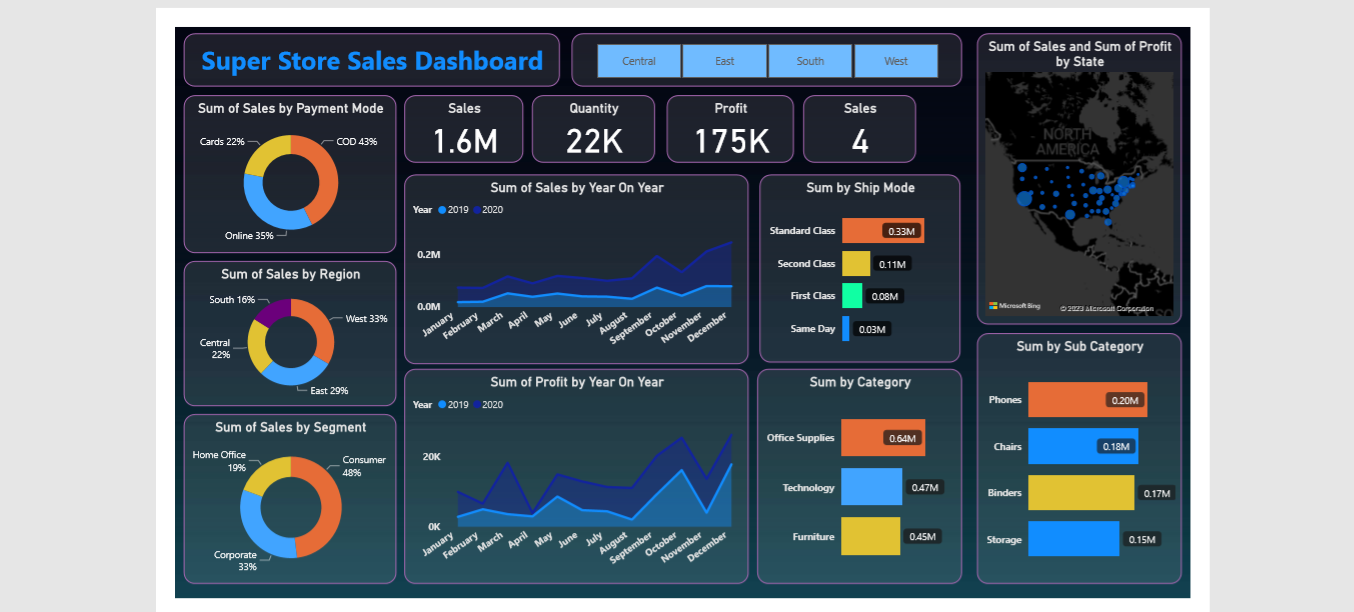 Super Store Sales Dashboard
Central East South West
Sum of Sales and Sum of Profit
by State
NORTH
AMERICA
Microsoft Bing
© 2023 Microsoft Corporation
Sum of Sales by Payment Mode
Cards 22%
COD 43%
Online 35%
Sales
1.6M
Quantity
22K
Profit
175K
Sales
4
Sum of Sales by Region
South 16%
West 33%
Central
22%
East 29%
Sum of Sales by Segment
Home Office
19%
Consumer
48%
Corporate
33%
Sum of Sales by Year On Year
Year 2019 2020
0.2M
0.0M
January February March April May June July August September October November December
Sum of Profit by Year On Year
Year 2019 2020
20K
0K
January February March April May June July August September October November December
Sum by Ship Mode
Standard Class 0.33M
Second Class 0.11M
First Class 0.08M
Same Day 0.03M
Sum by Category
Office Supplies 0.64M
Technology 0.47M
Furniture 0.45M
Sum by Sub Category
Phones 0.20M
Chairs 0.18M
Binders 0.17M
Storage 0.15M